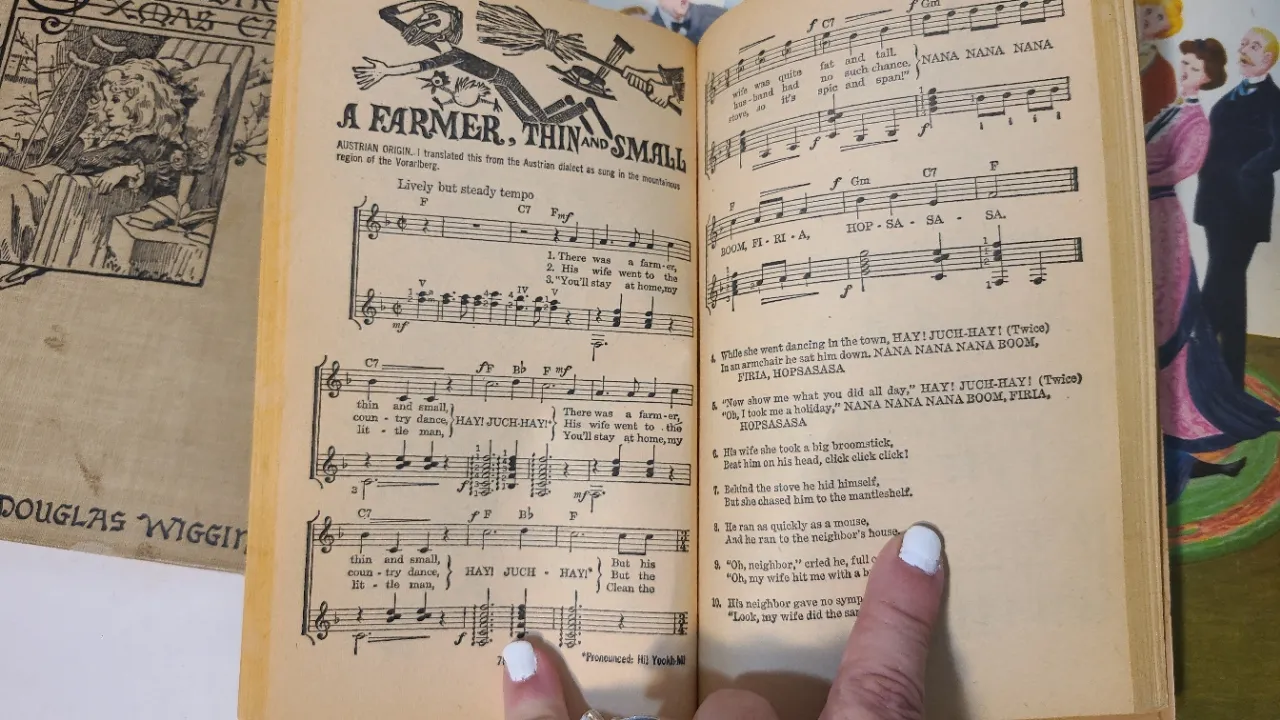 XMAS
DOUGLAS WIGGIN
A FARMER, THIN AND SMALL
AUSTRIAN ORIGIN. I translated this from the Austrian dialect as sung in the mountainous
region of the Vorarlberg.
Lively but steady tempo
F C7 F mf
1. There was a farm-er,
2. His wife went to the
3. "You'll stay at home, my
V IV V
mf
C7 f F Bb F mf
thin and small, HAY! JUCH-HAY!* There was a farm-er,
coun - try dance, His wife went to the
lit - tle man, You'll stay at home, my
3 f mf
C7 f F Bb F
thin and small, HAY! JUCH - HAY!* But his
coun - try dance, But the
lit - tle man, Clean the
f
*Pronounced: Hi!
f C7 f Gm
wife was quite fat and tall. NANA NANA NANA
hus - band had no such chance.
stove, so it's spic and span!"
f
F f Gm C7 F
BOOM, FI - RI - A, HOP - SA - SA - SA.
f
4. While she went dancing in the town, HAY! JUCH-HAY! (Twice)
In an armchair he sat him down. NANA NANA NANA BOOM,
FIRIA, HOPSASASA
5. "Now show me what you did all day," HAY! JUCH-HAY! (Twice)
"Oh, I took me a holiday," NANA NANA NANA BOOM, FIRIA,
HOPSASASA
6. His wife she took a big broomstick,
Beat him on his head, click click click!
7. Behind the stove he hid himself,
But she chased him to the mantleshelf.
8. He ran as quickly as a mouse,
And he ran to the neighbor's house.
9. "Oh, neighbor," cried he, full
"Oh, my wife hit me with a
10. His neighbor gave no
"Look, my wife did the